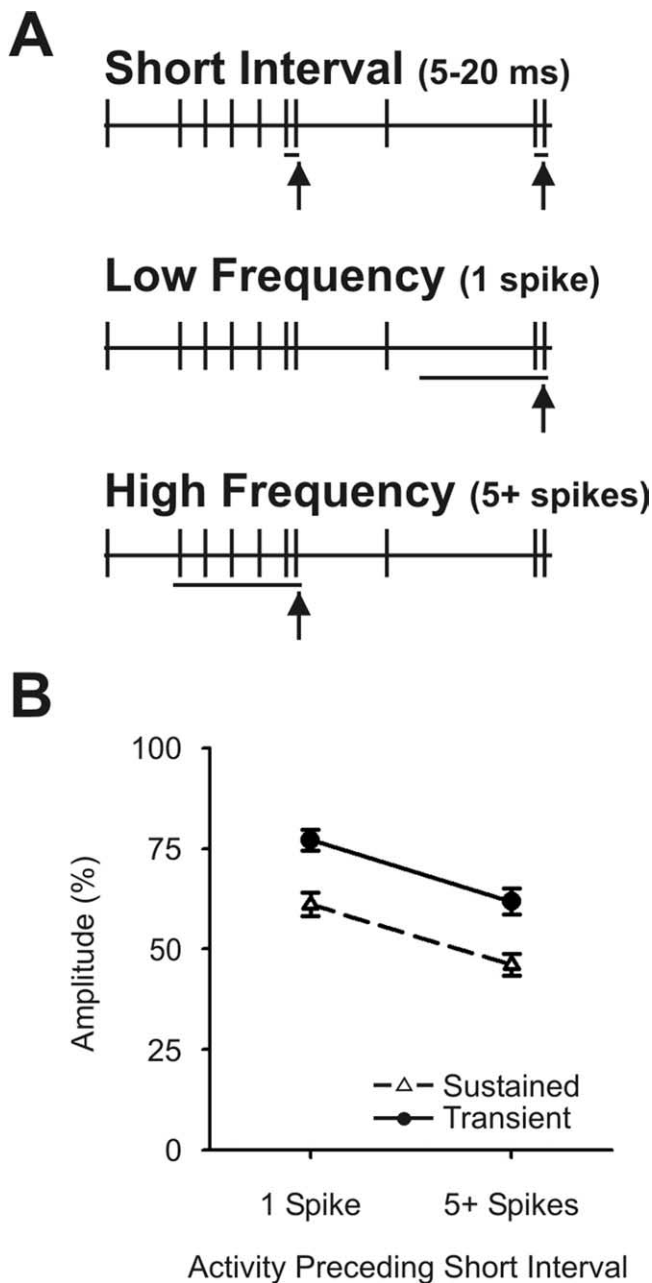 A
Short Interval (5-20 ms)
Low Frequency (1 spike)
High Frequency (5+ spikes)
B
100
75
50
25
0
Amplitude (%)
Sustained
Transient
1 Spike 5+ Spikes
Activity Preceding Short Interval